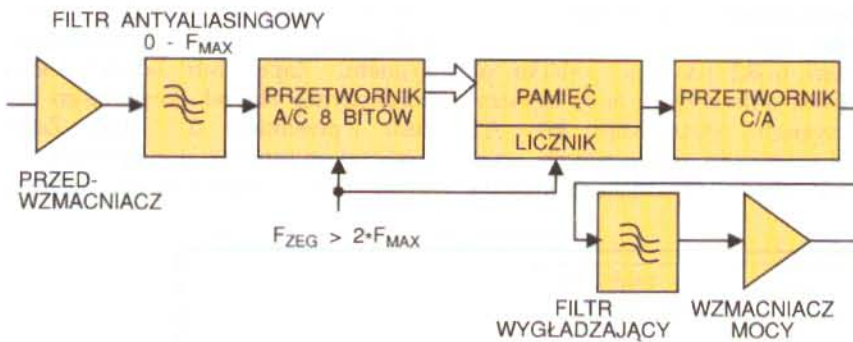 FILTR ANTYALIASINGOWY
0 - FMAX
PRZED-
WZMACNIACZ
PRZETWORNIK
A/C 8 BITÓW
PAMIĘĆ
LICZNIK
PRZETWORNIK
C/A
FZEG > 2*FMAX
FILTR
WYGŁADZAJĄCY
WZMACNIACZ
MOCY